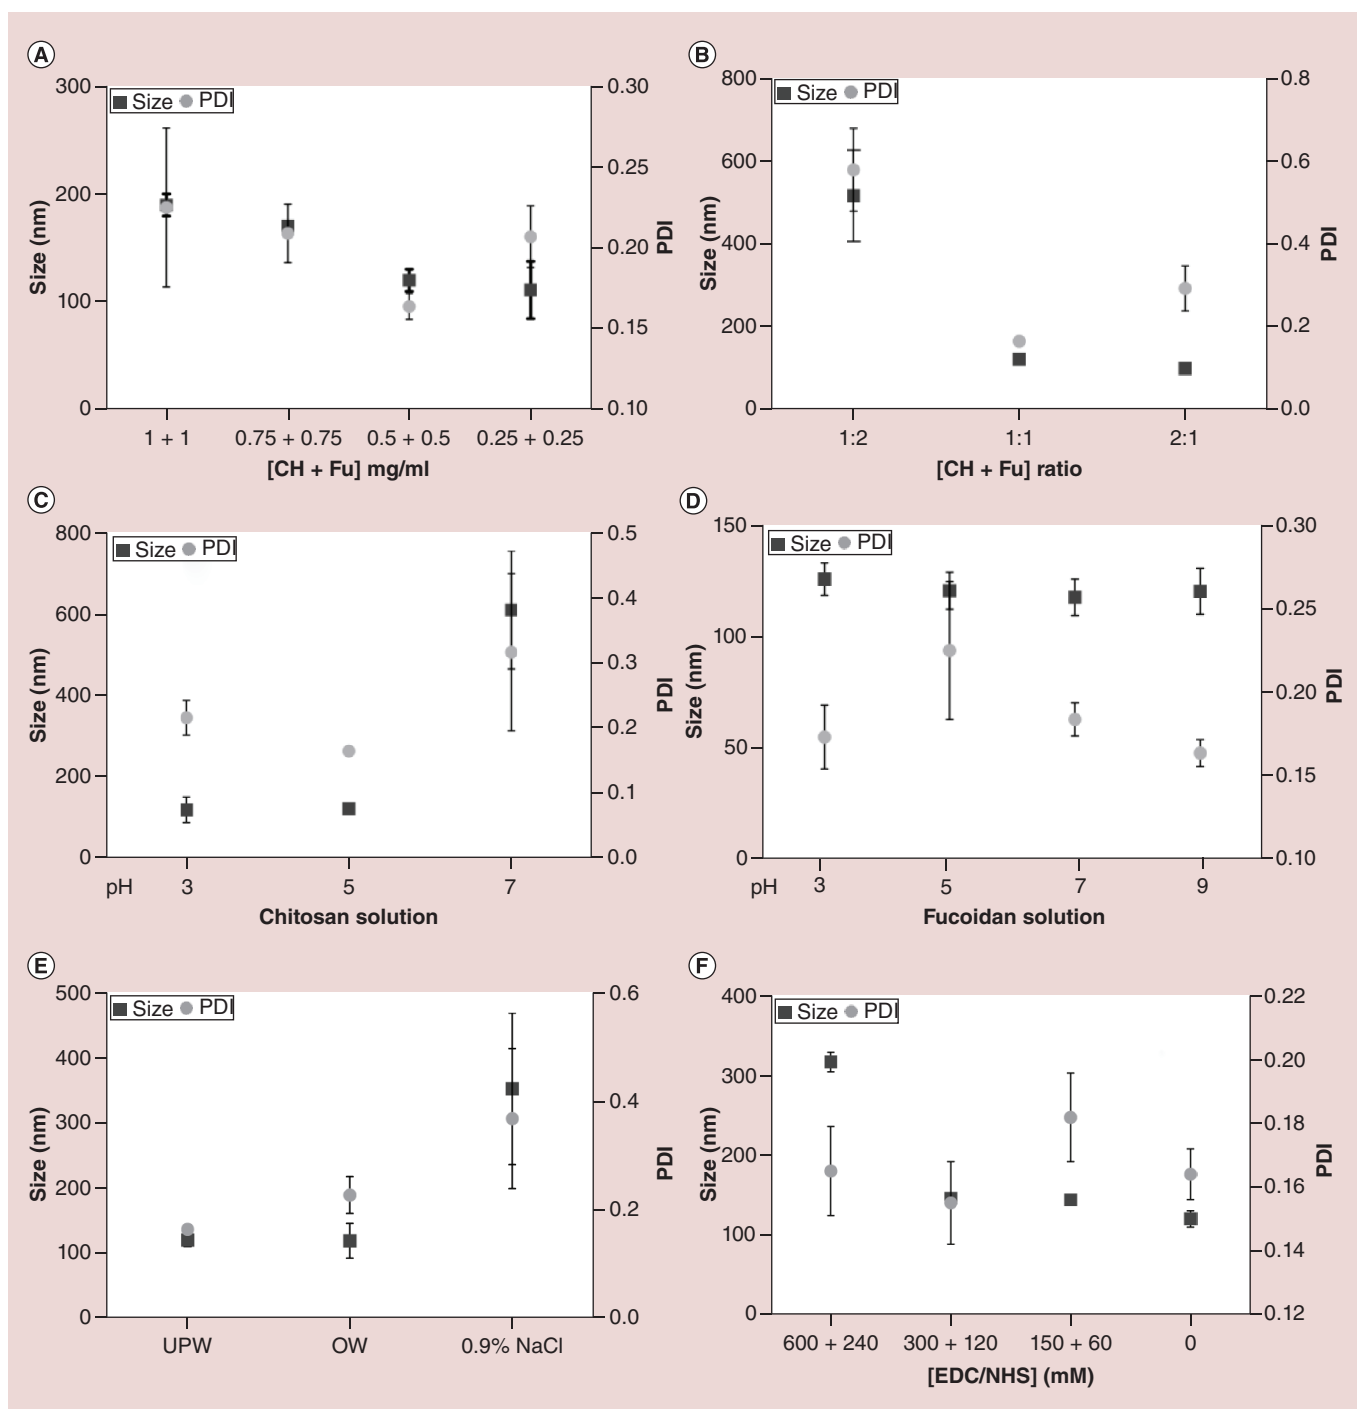 A
300
200
100
0
Size (nm)
Size PDI
0.30
0.25
0.20
0.15
0.10
PDI
1 + 1 0.75 + 0.75 0.5 + 0.5 0.25 + 0.25
[CH + Fu] mg/ml
B
800
600
400
200
0
Size (nm)
Size PDI
0.8
0.6
0.4
0.2
0.0
PDI
1:2 1:1 2:1
[CH + Fu] ratio
C
800
600
400
200
0
Size (nm)
Size PDI
0.5
0.4
0.3
0.2
0.1
0.0
PDI
pH 3 5 7
Chitosan solution
D
150
100
50
0
Size (nm)
Size PDI
0.30
0.25
0.20
0.15
0.10
PDI
pH 3 5 7 9
Fucoidan solution
E
500
400
300
200
100
0
Size (nm)
Size PDI
0.6
0.4
0.2
0.0
PDI
UPW OW 0.9% NaCl
F
400
300
200
100
0
Size (nm)
Size PDI
0.22
0.20
0.18
0.16
0.14
0.12
PDI
600 + 240 300 + 120 150 + 60 0
[EDC/NHS] (mM)